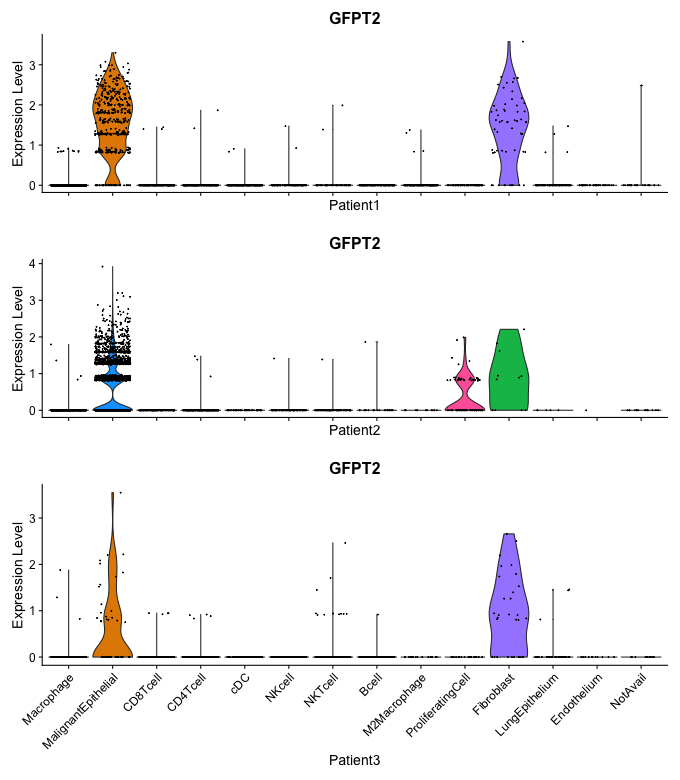 GFPT2
Expression Level
3
2
1
0
Patient1
GFPT2
Expression Level
4
3
2
1
0
Patient2
GFPT2
Expression Level
3
2
1
0
Macrophage
MalignantEpithelial
CD8Tcell
CD4Tcell
cDC
NKcell
NKTcell
Bcell
M2Macrophage
ProliferatingCell
Fibroblast
LungEpithelium
Endothelium
NotAvail
Patient3